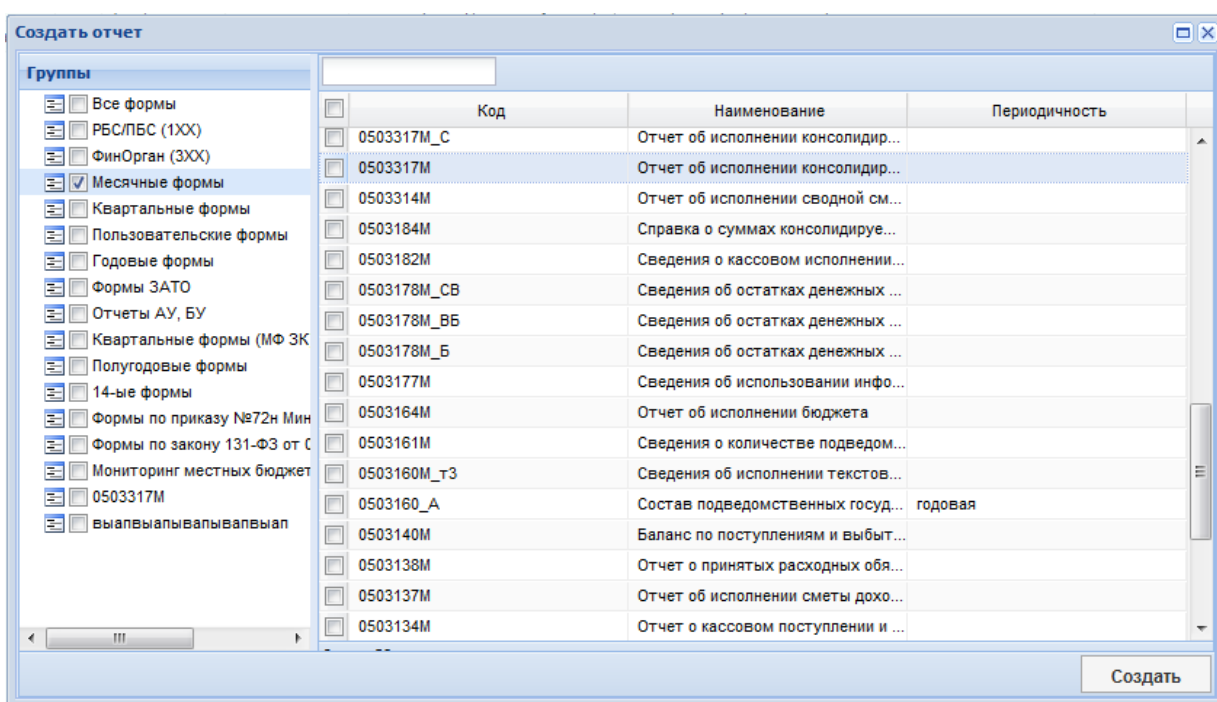 Создать отчет
Группы
Все формы
РБС/ПБС (1XX)
ФинОрган (3XX)
Месячные формы
Квартальные формы
Пользовательские формы
Годовые формы
Формы ЗАТО
Отчеты АУ, БУ
Квартальные формы (МФ ЗК
Полугодовые формы
14-ые формы
Формы по приказу №72н Мин
Формы по закону 131-ФЗ от 0
Мониторинг местных бюджет
0503317М
выапвыапывапывапвыап
Код Наименование Периодичность
0503317М_С Отчет об исполнении консолидир...
0503317М Отчет об исполнении консолидир...
0503314М Отчет об исполнении сводной см...
0503184М Справка о суммах консолидируе...
0503182М Сведения о кассовом исполнении...
0503178М_СВ Сведения об остатках денежных ...
0503178М_ВБ Сведения об остатках денежных ...
0503178М_Б Сведения об остатках денежных ...
0503177М Сведения об использовании инфо...
0503164М Отчет об исполнении бюджета
0503161М Сведения о количестве подведом...
0503160М_т3 Сведения об исполнении текстов...
0503160_А Состав подведомственных госуд... годовая
0503140М Баланс по поступлениям и выбыт...
0503138М Отчет о принятых расходных обя...
0503137М Отчет об исполнении сметы дохо...
0503134М Отчет о кассовом поступлении и ...
Создать